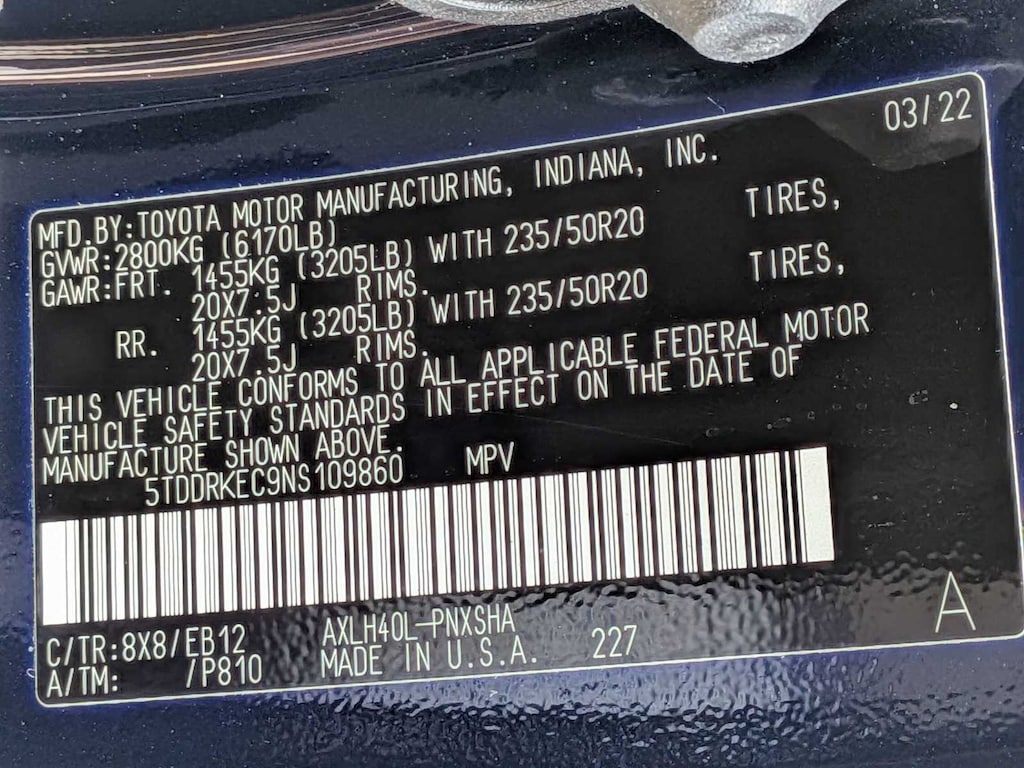 03/22
MFD.BY:TOYOTA MOTOR MANUFACTURING, INDIANA, INC.
GVWR:2800KG (6170LB)
GAWR:FRT. 1455KG (3205LB) WITH 235/50R20 TIRES,
20X7.5J RIMS.
RR. 1455KG (3205LB) WITH 235/50R20 TIRES,
20X7.5J RIMS.
THIS VEHICLE CONFORMS TO ALL APPLICABLE FEDERAL MOTOR
VEHICLE SAFETY STANDARDS IN EFFECT ON THE DATE OF
MANUFACTURE SHOWN ABOVE.
5TDDRKEC9NS109860 MPV
C/TR:8X8/EB12 AXLH40L-PNXSHA
A/TM: /P810 MADE IN U.S.A. 227 A